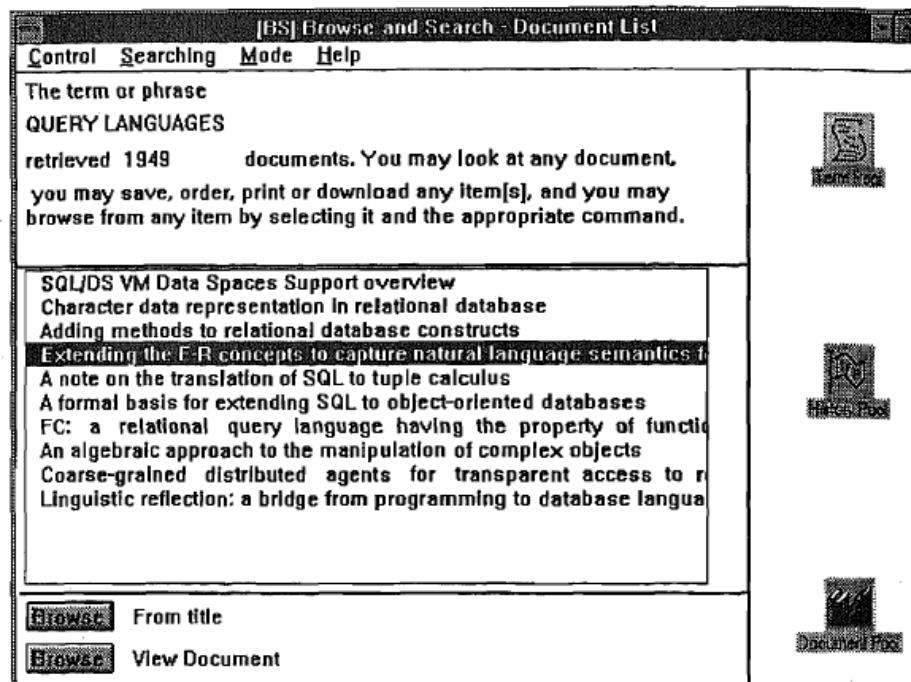 [BS] Browse and Search - Document List
Control Searching Mode Help
The term or phrase
QUERY LANGUAGES
retrieved 1949 documents. You may look at any document,
you may save, order, print or download any item[s], and you may
browse from any item by selecting it and the appropriate command.
SQL/DS VM Data Spaces Support overview
Character data representation in relational database
Adding methods to relational database constructs
Extending the E-R concepts to capture natural language semantics f
A note on the translation of SQL to tuple calculus
A formal basis for extending SQL to object-oriented databases
FC: a relational query language having the property of functio
An algebraic approach to the manipulation of complex objects
Coarse-grained distributed agents for transparent access to r
Linguistic reflection: a bridge from programming to database langua
Browse From title
Browse View Document
Pool
Pool
Document Pool